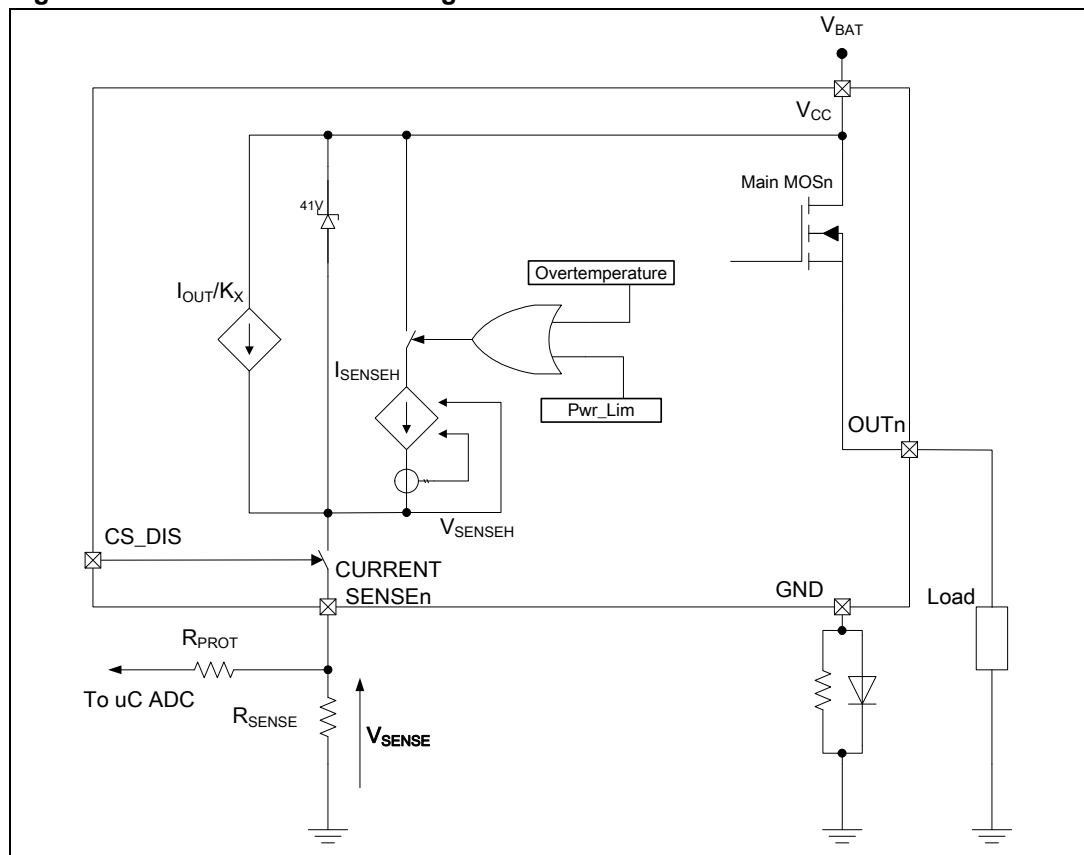 V_BAT
V_CC
Main MOSn
41V
Overtemperature
I_OUT/K_X
I_SENSEH
Pwr_Lim
OUTn
V_SENSEH
CS_DIS
CURRENT
SENSEn
GND
Load
R_PROT
To uC ADC
R_SENSE
V_SENSE